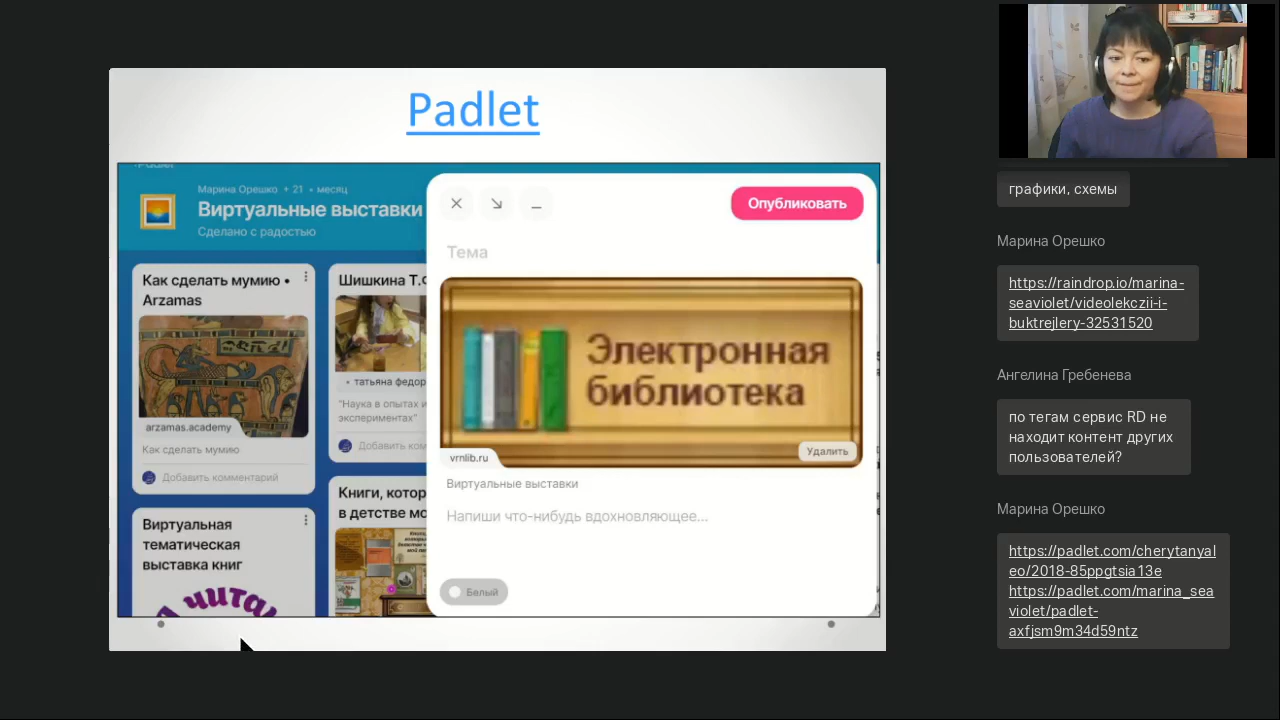 Padlet
Марина Орешко + 21 • месяц
Виртуальные выставки
Сделано с радостью
Как сделать мумию •
Arzamas
arzamas.academy
Как сделать мумию
Добавить комментарий
Виртуальная
тематическая
выставка книг
читаю
Шишкина Т.Ф
• татьяна федор
"Наука в опытах и
экспериментах"
Добавить ком
Книги, котор
в детстве мо
Опубликовать
Тема
Электронная
библиотека
vrnlib.ru
Удалить
Виртуальные выставки
Напиши что-нибудь вдохновляющее...
Белый
графики, схемы
Марина Орешко
https://raindrop.io/marina-
seaviolet/videolekczii-i-
buktrejlery-32531520
Ангелина Гребенева
по тегам сервис RD не
находит контент других
пользователей?
Марина Орешко
https://padlet.com/cherytanyal
eo/2018-85ppgtsia13e
https://padlet.com/marina_sea
violet/padlet-
axfjsm9m34d59ntz